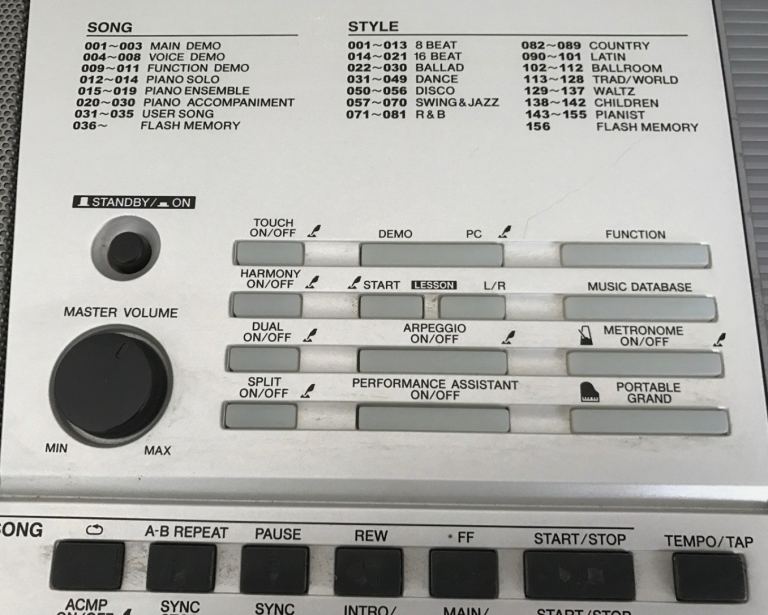 SONG
001~003 MAIN DEMO
004~008 VOICE DEMO
009~011 FUNCTION DEMO
012~014 PIANO SOLO
015~019 PIANO ENSEMBLE
020~030 PIANO ACCOMPANIMENT
031~035 USER SONG
036~ FLASH MEMORY
STYLE
001~013 8 BEAT
014~021 16 BEAT
022~030 BALLAD
031~049 DANCE
050~056 DISCO
057~070 SWING & JAZZ
071~081 R & B
082~089 COUNTRY
090~101 LATIN
102~112 BALLROOM
113~128 TRAD/WORLD
129~137 WALTZ
138~142 CHILDREN
143~155 PIANIST
156 FLASH MEMORY
STANDBY/ ON
MASTER VOLUME
MIN MAX
TOUCH
ON/OFF
DEMO PC
FUNCTION
HARMONY
ON/OFF
START LESSON L/R
MUSIC DATABASE
DUAL
ON/OFF
ARPEGGIO
ON/OFF
METRONOME
ON/OFF
SPLIT
ON/OFF
PERFORMANCE ASSISTANT
ON/OFF
PORTABLE
GRAND
SONG
A-B REPEAT PAUSE REW FF START/STOP TEMPO/TAP
ACMP SYNC SYNC INTRO/ MAIN/ START/STOP
ON/OFF